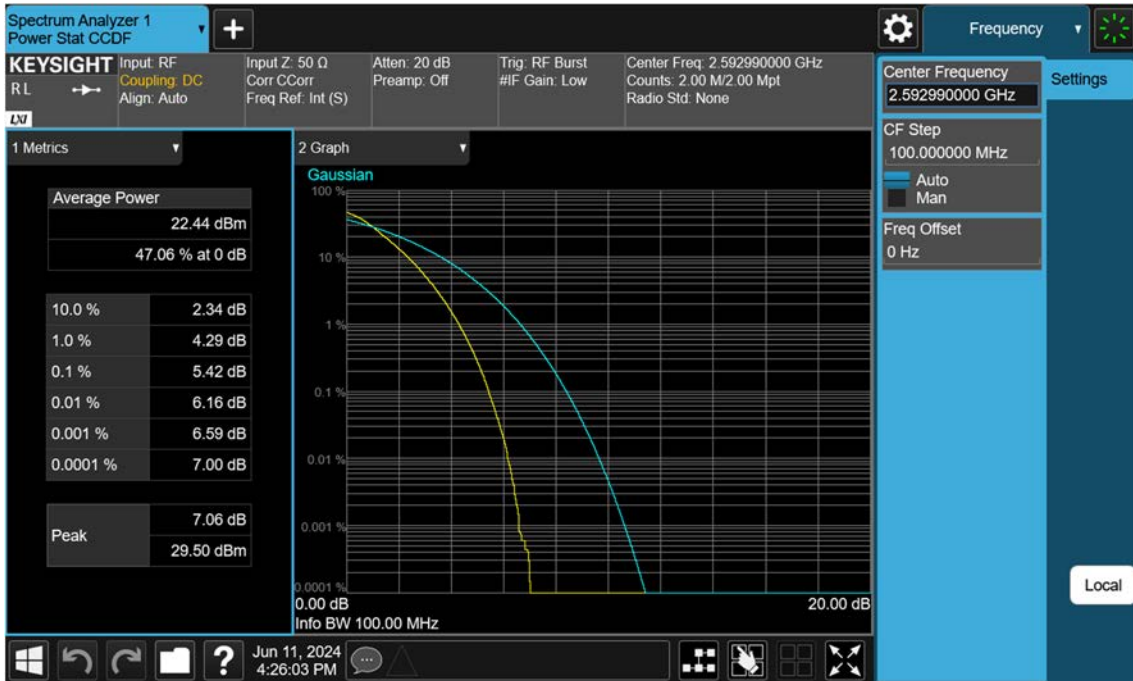 Spectrum Analyzer 1
Power Stat CCDF
Frequency
KEYSIGHT
R L
LXI
Input: RF
Coupling: DC
Align: Auto
Input Z: 50 Ω
Corr CCorr
Freq Ref: Int (S)
Atten: 20 dB
Preamp: Off
Trig: RF Burst
#IF Gain: Low
Center Freq: 2.592990000 GHz
Counts: 2.00 M/2.00 Mpt
Radio Std: None
Center Frequency
2.592990000 GHz
Settings
CF Step
100.000000 MHz
Auto
Man
Freq Offset
0 Hz
1 Metrics
Average Power
22.44 dBm
47.06 % at 0 dB
10.0 % 2.34 dB
1.0 % 4.29 dB
0.1 % 5.42 dB
0.01 % 6.16 dB
0.001 % 6.59 dB
0.0001 % 7.00 dB
Peak
7.06 dB
29.50 dBm
2 Graph
Gaussian
100 %
10 %
1 %
0.1 %
0.01 %
0.001 %
0.0001 %
0.00 dB 20.00 dB
Info BW 100.00 MHz
Local
?
Jun 11, 2024
4:26:03 PM